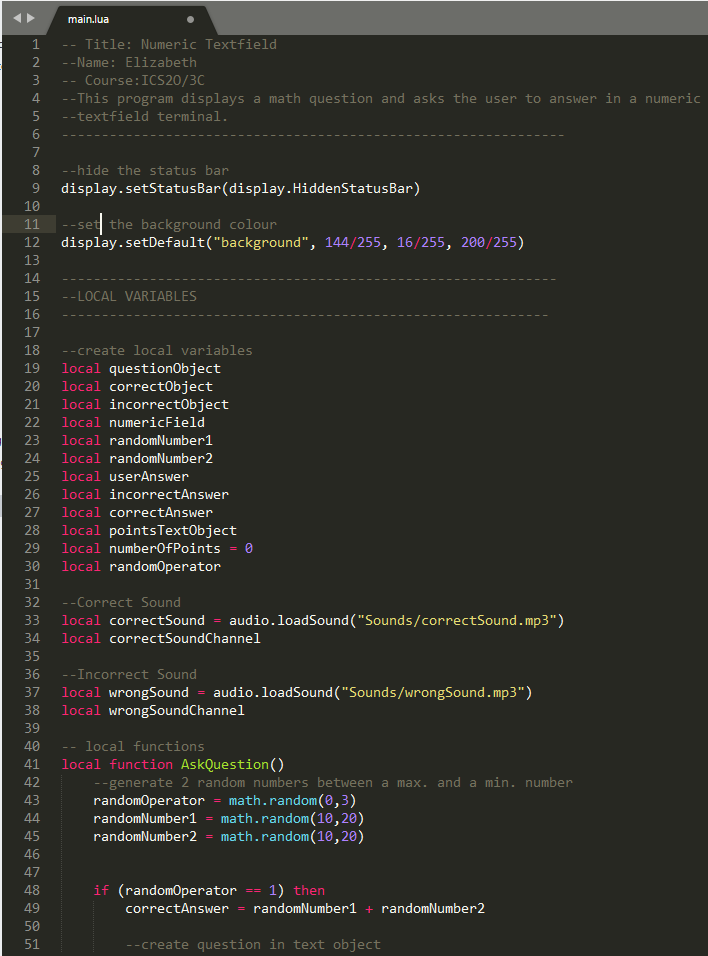 main.lua
1 -- Title: Numeric Textfield
2 --Name: Elizabeth
3 -- Course:ICS2O/3C
4 --This program displays a math question and asks the user to answer in a numeric
5 --textfield terminal.
6 ---------------------------------------------------------------
7
8 --hide the status bar
9 display.setStatusBar(display.HiddenStatusBar)
10
11 --set the background colour
12 display.setDefault("background", 144/255, 16/255, 200/255)
13
14 --------------------------------------------------------------
15 --LOCAL VARIABLES
16 -------------------------------------------------------------
17
18 --create local variables
19 local questionObject
20 local correctObject
21 local incorrectObject
22 local numericField
23 local randomNumber1
24 local randomNumber2
25 local userAnswer
26 local incorrectAnswer
27 local correctAnswer
28 local pointsTextObject
29 local numberOfPoints = 0
30 local randomOperator
31
32 --Correct Sound
33 local correctSound = audio.loadSound("Sounds/correctSound.mp3")
34 local correctSoundChannel
35
36 --Incorrect Sound
37 local wrongSound = audio.loadSound("Sounds/wrongSound.mp3")
38 local wrongSoundChannel
39
40 -- local functions
41 local function AskQuestion()
42 --generate 2 random numbers between a max. and a min. number
43 randomOperator = math.random(0,3)
44 randomNumber1 = math.random(10,20)
45 randomNumber2 = math.random(10,20)
46
47
48 if (randomOperator == 1) then
49 correctAnswer = randomNumber1 + randomNumber2
50
51 --create question in text object